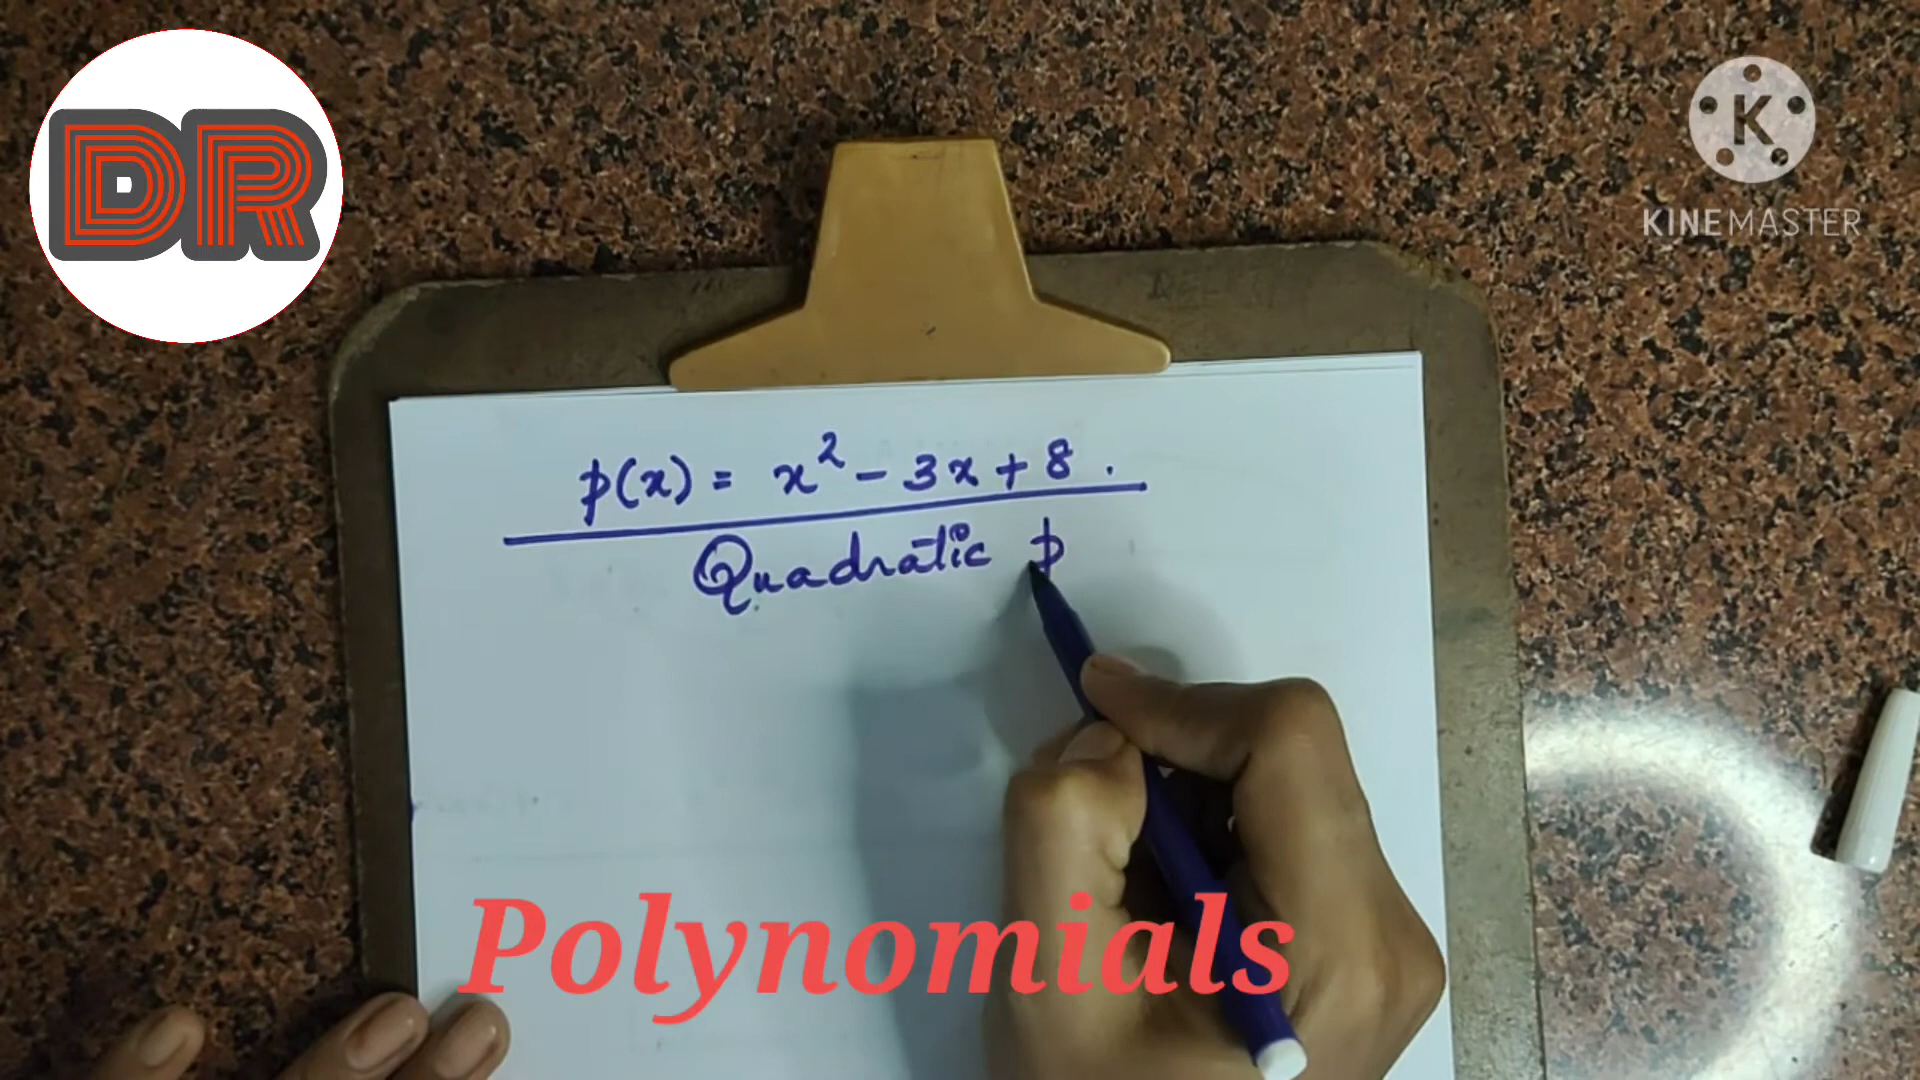 DR
K
KINEMASTER
p(x) = x² - 3x + 8 .
Quadratic p
Polynomials